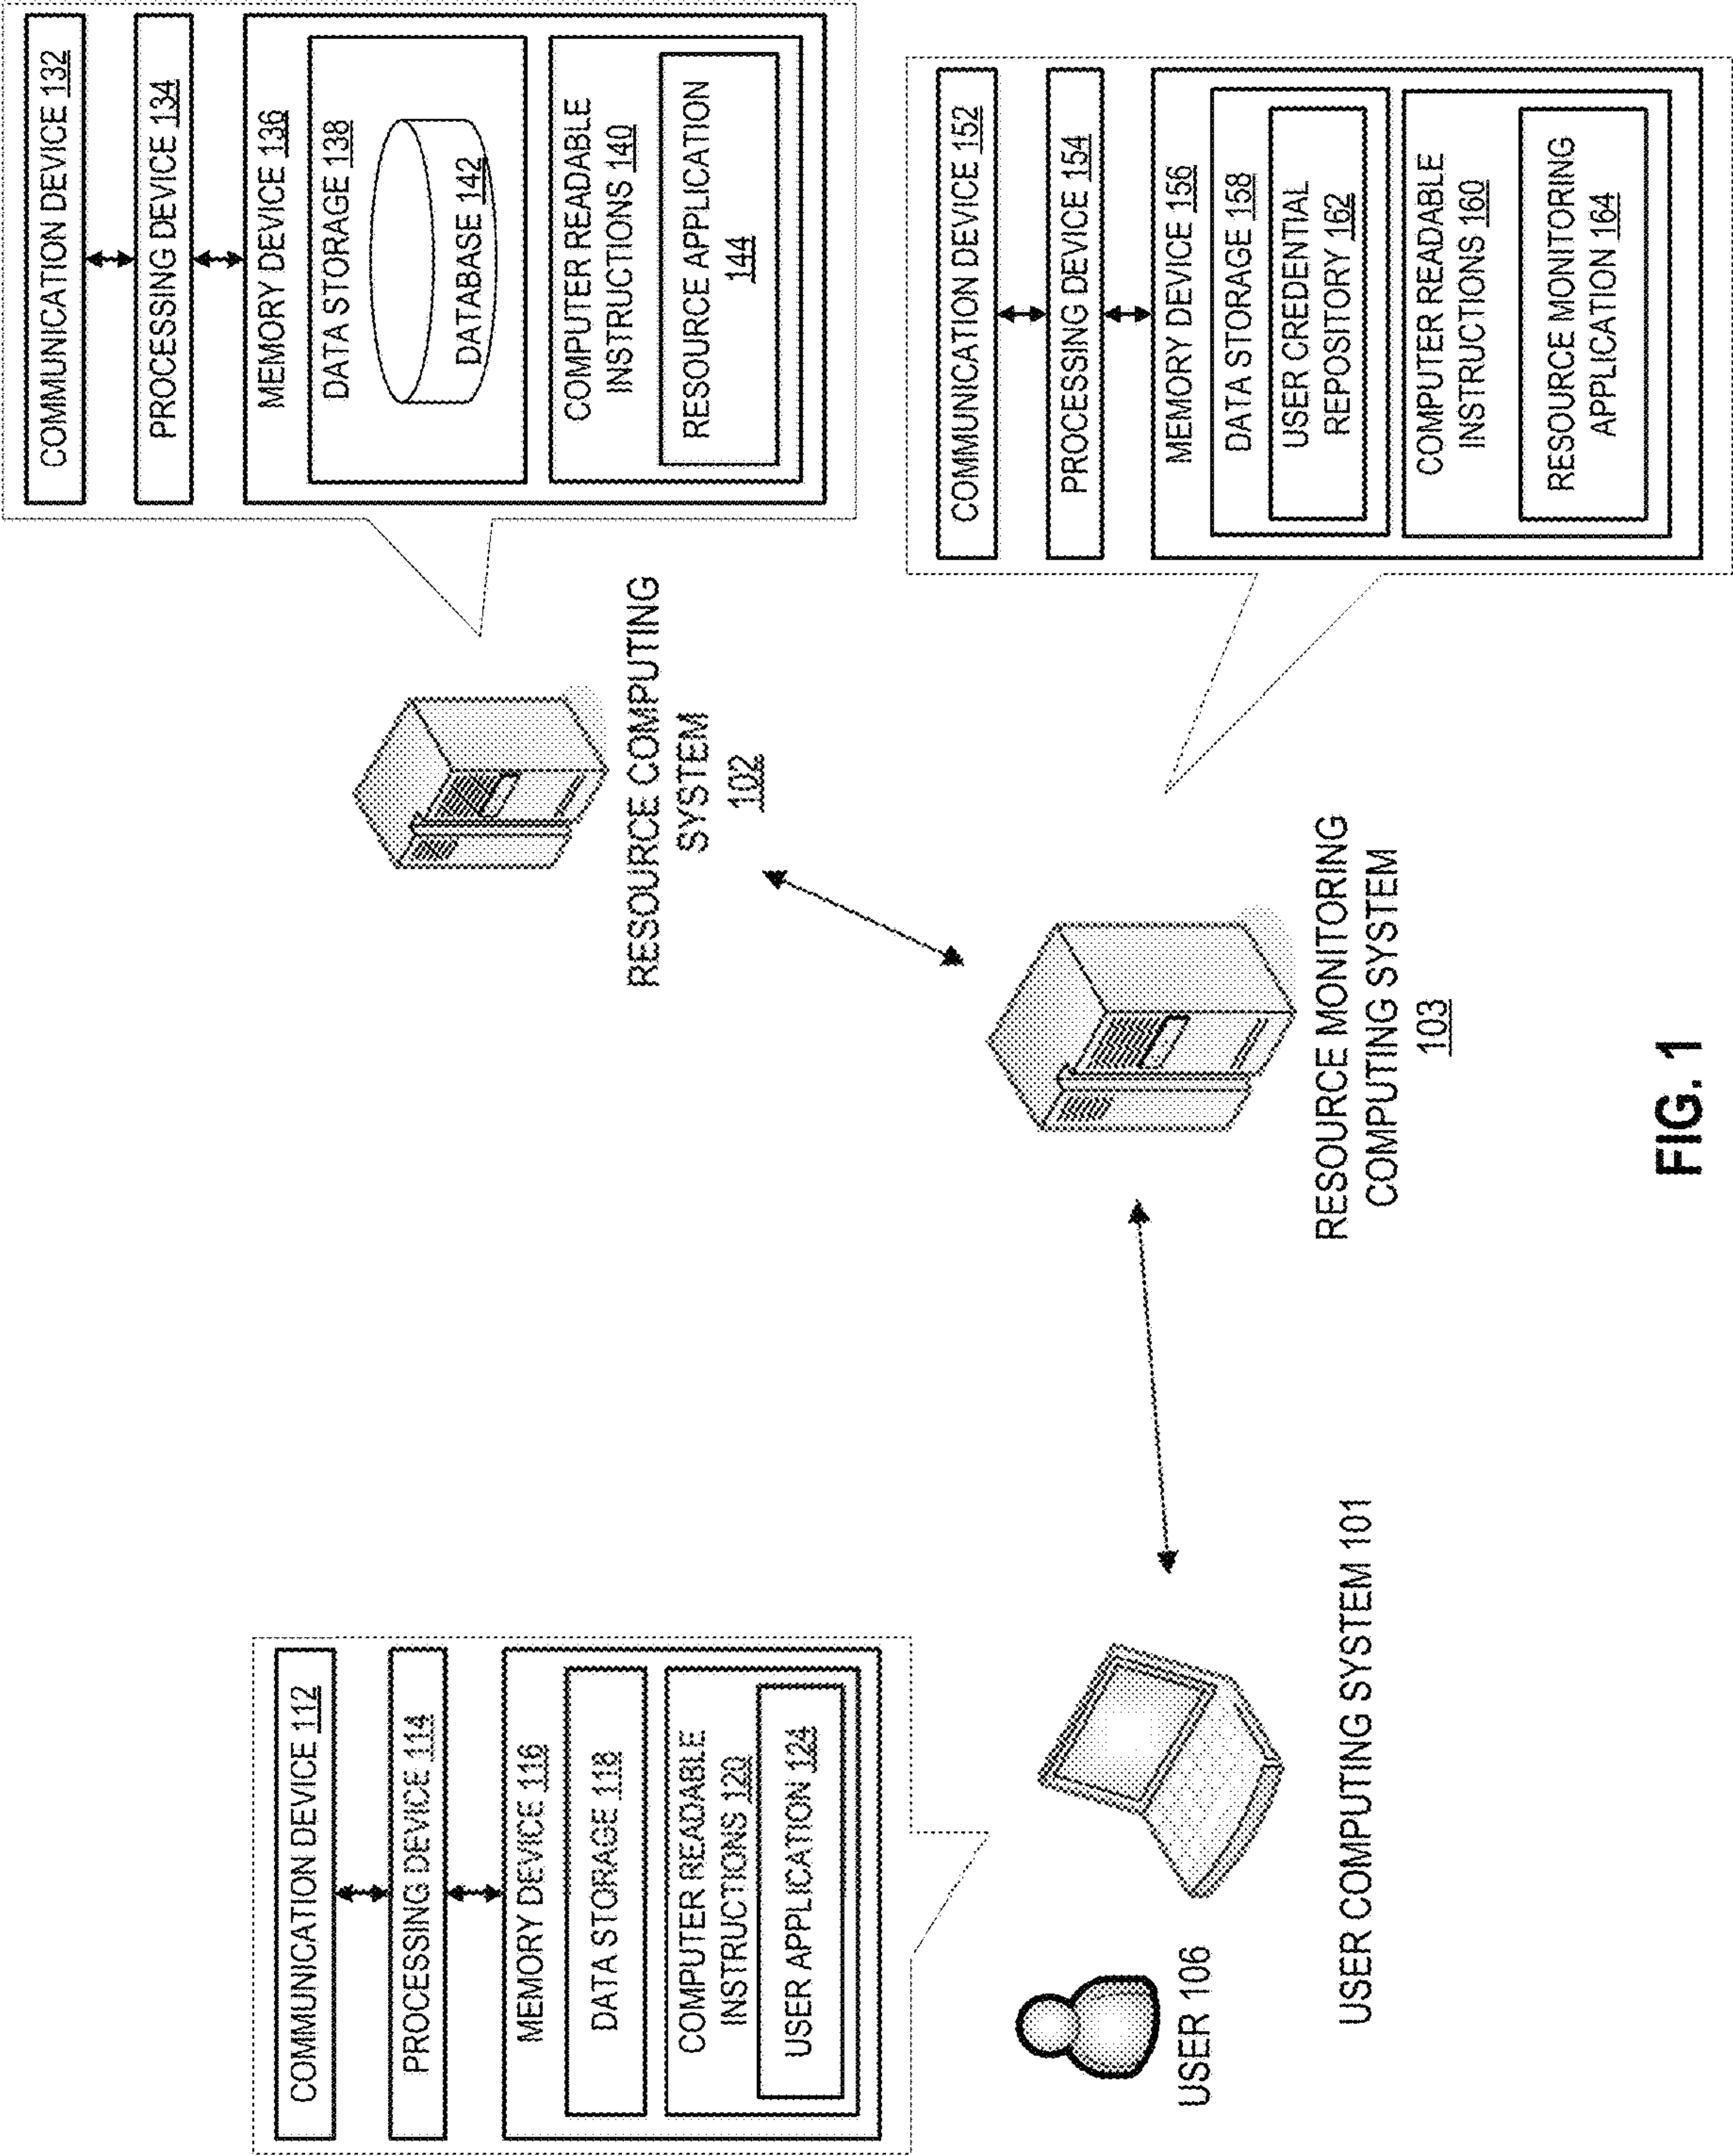 COMMUNICATION DEVICE 112
PROCESSING DEVICE 114
MEMORY DEVICE 116
DATA STORAGE 118
COMPUTER READABLE
INSTRUCTIONS 120
USER APPLICATION 124
USER 106
USER COMPUTING SYSTEM 101
COMMUNICATION DEVICE 132
PROCESSING DEVICE 134
MEMORY DEVICE 136
DATA STORAGE 138
DATABASE 142
COMPUTER READABLE
INSTRUCTIONS 140
RESOURCE APPLICATION
144
RESOURCE COMPUTING
SYSTEM
102
COMMUNICATION DEVICE 152
PROCESSING DEVICE 154
MEMORY DEVICE 156
DATA STORAGE 158
USER CREDENTIAL
REPOSITORY 162
COMPUTER READABLE
INSTRUCTIONS 160
RESOURCE MONITORING
APPLICATION 164
RESOURCE MONITORING
COMPUTING SYSTEM
103
FIG. 1